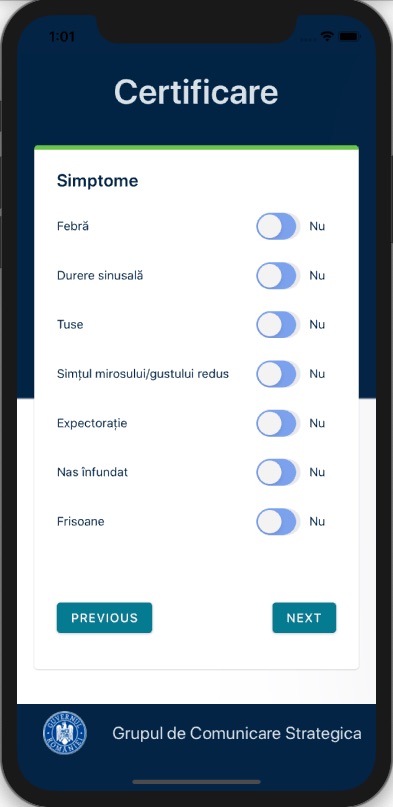 1:01
Certificare
Simptome
Febră Nu
Durere sinusală Nu
Tuse Nu
Simțul mirosului/gustului redus Nu
Expectorație Nu
Nas înfundat Nu
Frisoane Nu
PREVIOUS NEXT
GUVERNUL ROMÂNIEI
Grupul de Comunicare Strategica